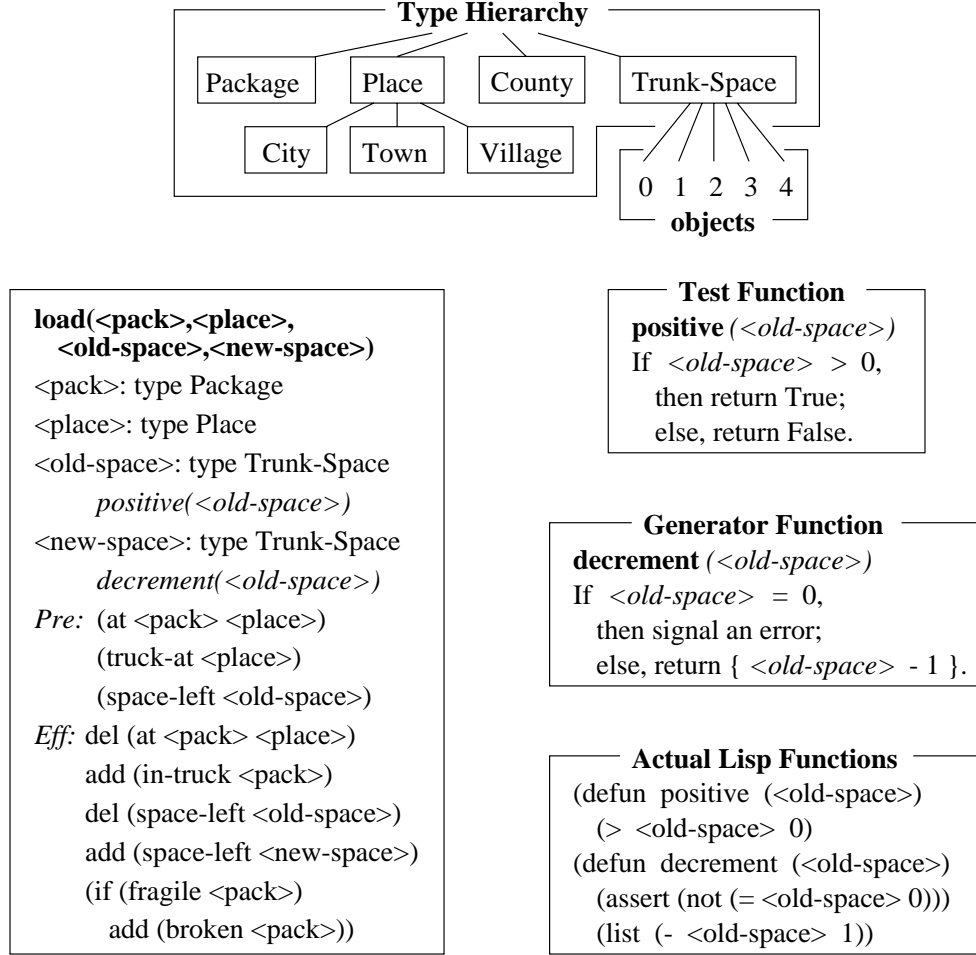 Type Hierarchy
Package Place County Trunk-Space
City Town Village
0 1 2 3 4
objects
load(<pack>,<place>,
<old-space>,<new-space>)
<pack>: type Package
<place>: type Place
<old-space>: type Trunk-Space
positive(<old-space>)
<new-space>: type Trunk-Space
decrement(<old-space>)
Pre: (at <pack> <place>)
(truck-at <place>)
(space-left <old-space>)
Eff: del (at <pack> <place>)
add (in-truck <pack>)
del (space-left <old-space>)
add (space-left <new-space>)
(if (fragile <pack>)
add (broken <pack>))
Test Function
positive (<old-space>)
If <old-space> > 0,
then return True;
else, return False.
Generator Function
decrement (<old-space>)
If <old-space> = 0,
then signal an error;
else, return { <old-space> - 1 }.
Actual Lisp Functions
(defun positive (<old-space>)
(> <old-space> 0)
(defun decrement (<old-space>)
(assert (not (= <old-space> 0)))
(list (- <old-space> 1))